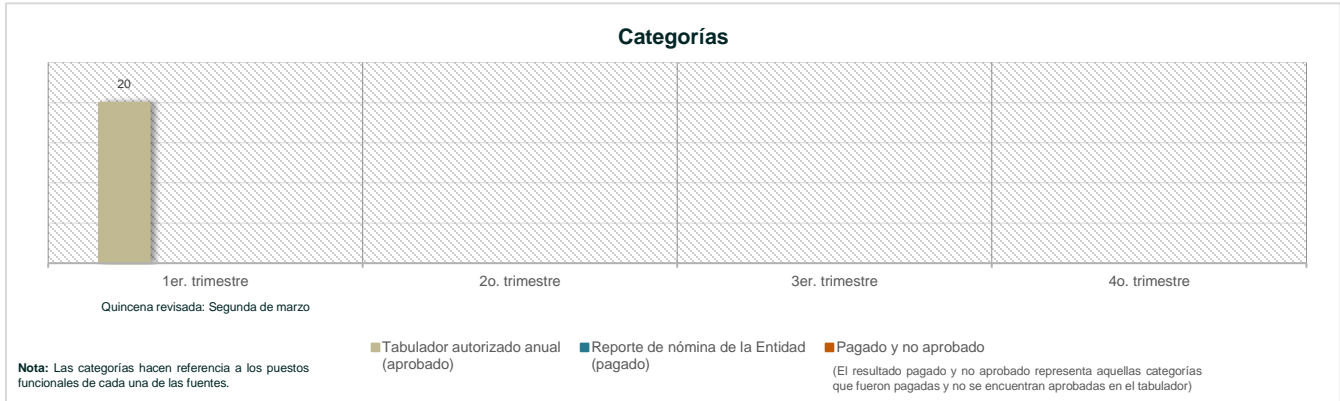 Categorías
20
1er. trimestre
2o. trimestre
3er. trimestre
4o. trimestre
Quincena revisada: Segunda de marzo
Tabulador autorizado anual
(aprobado)
Reporte de nómina de la Entidad
(pagado)
Pagado y no aprobado
Nota: Las categorías hacen referencia a los puestos
funcionales de cada una de las fuentes.
(El resultado pagado y no aprobado representa aquellas categorías
que fueron pagadas y no se encuentran aprobadas en el tabulador)